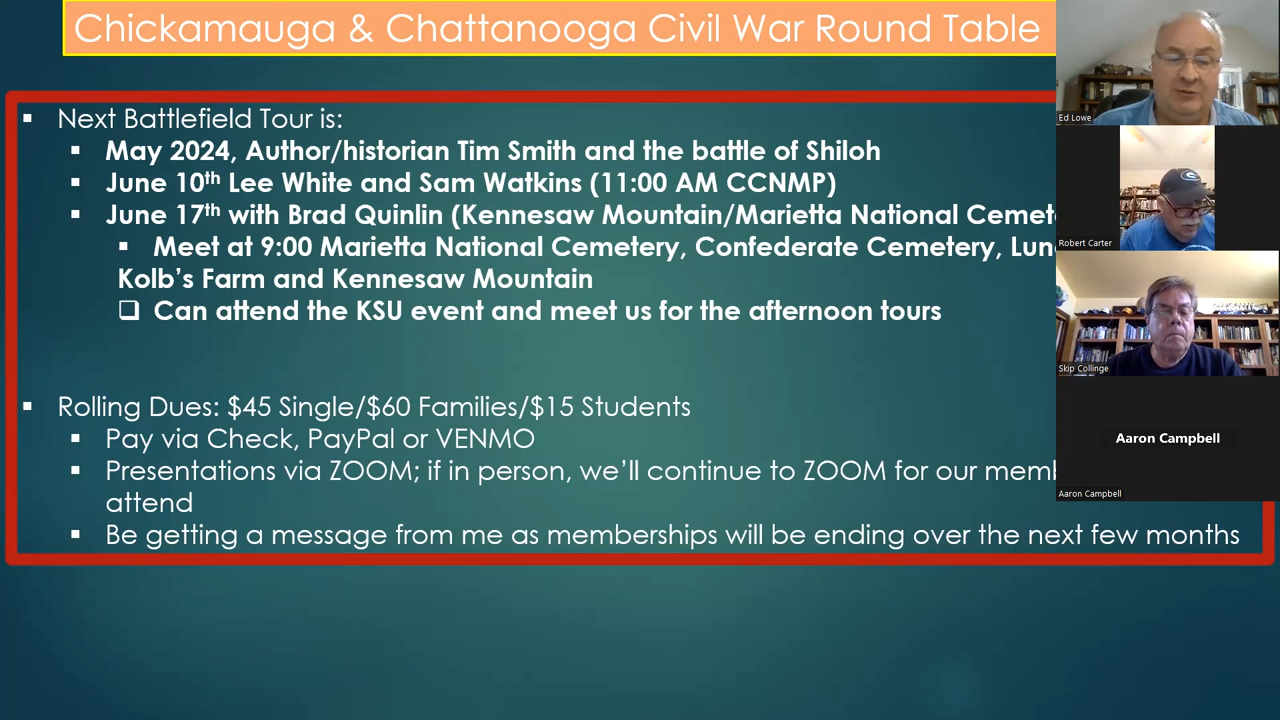 Chickamauga & Chattanooga Civil War Round Table
▪ Next Battlefield Tour is:
▪ May 2024, Author/historian Tim Smith and the battle of Shiloh
▪ June 10th Lee White and Sam Watkins (11:00 AM CCNMP)
▪ June 17th with Brad Quinlin (Kennesaw Mountain/Marietta National
▪ Meet at 9:00 Marietta National Cemetery, Confederate Cemetery,
Kolb's Farm and Kennesaw Mountain
❑ Can attend the KSU event and meet us for the afternoon tours
▪ Rolling Dues: $45 Single/$60 Families/$15 Students
▪ Pay via Check, PayPal or VENMO
▪ Presentations via ZOOM; if in person, we'll continue to ZOOM for our
attend
▪ Be getting a message from me as memberships will be ending over the next few months
Ed Lowe
Robert Carter
Skip Collinge
Aaron Campbell
Aaron Campbell